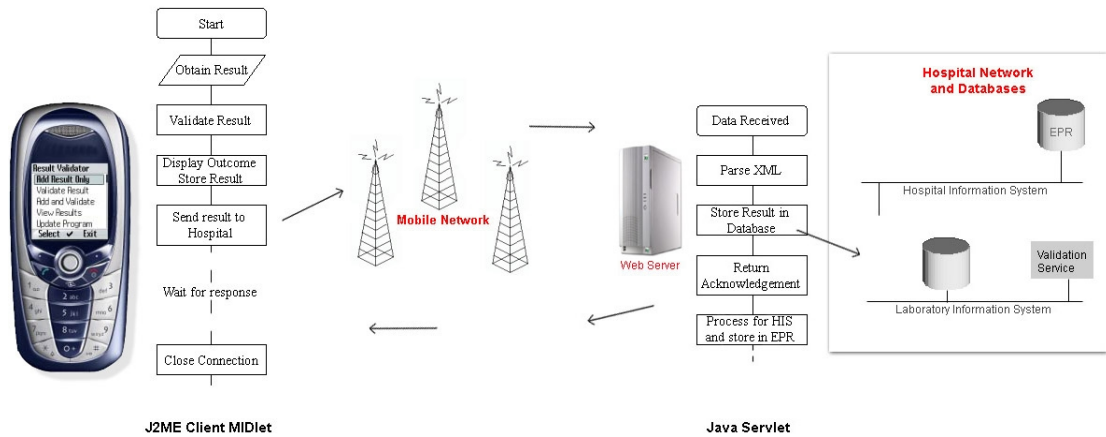 Start
Obtain Result
Validate Result
Display Outcome
Store Result
Send result to
Hospital
Wait for response
Close Connection
J2ME Client MIDlet
Result Validator
Add Result Only
Validate Result
Add and Validate
View Results
Update Program
Select ✔ Exit
Mobile Network
Web Server
Data Received
Parse XML
Store Result in
Database
Return
Acknowledgement
Process for HIS
and store in EPR
Java Servlet
Hospital Network
and Databases
EPR
Hospital Information System
Validation
Service
Laboratory Information System